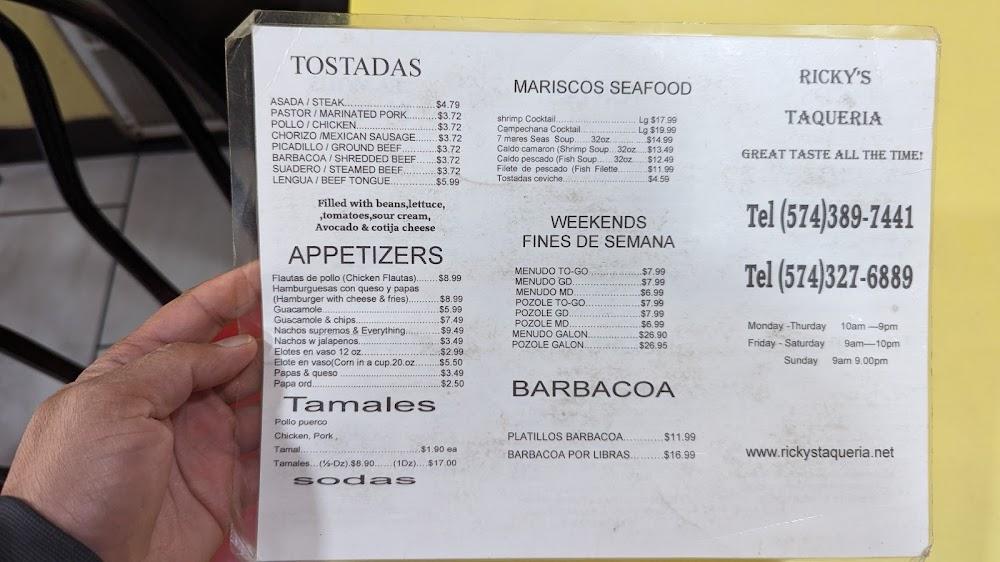 TOSTADAS
ASADA / STEAK.......................$4.79
PASTOR / MARINATED PORK.......$3.72
POLLO / CHICKEN.....................$3.72
CHORIZO /MEXICAN SAUSAGE......$3.72
PICADILLO / GROUND BEEF.........$3.72
BARBACOA / SHREDDED BEEF.....$3.72
SUADERO / STEAMED BEEF.........$3.72
LENGUA / BEEF TONGUE............$5.99
Filled with beans,lettuce,
,tomatoes,sour cream,
Avocado & cotija cheese
APPETIZERS
Flautas de pollo (Chicken Flautas).......$8.99
Hamburguesas con queso y papas
(Hamburger with cheese & fries)..........$8.99
Guacamole....................................$5.99
Guacamole & chips..........................$7.49
Nachos supremos & Everything...........$9.49
Nachos w jalapenos.........................$3.49
Elotes en vaso 12 oz.......................$2.99
Elote en vaso(Corn in a cup.20.oz.......$5.50
Papas & queso...............................$3.49
Papa ord.......................................$2.50
Tamales
Pollo puerco
Chicken, Pork
Tamal....................................$1.90 ea
Tamales...(½-Dz).$8.90......(1Dz)....$17.00
sodas
MARISCOS SEAFOOD
shrimp Cocktail.......................... Lg $17.99
Campechana Cocktail.................. Lg $19.99
7 meres Seas Soup.....32oz............$14.99
Caldo camaron (Shrimp Soup....32oz....$13.49
Caldo pescado (Fish Soup.....32oz.....$12.49
Filete de pescado (Fish Filette...........$11.99
Tostadas ceviche............................$4.59
WEEKENDS
FINES DE SEMANA
MENUDO TO-GO......................$7.99
MENUDO GD...........................$7.99
MENUDO MD...........................$6.99
POZOLE TO-GO.......................$7.99
POZOLE GD............................$7.99
POZOLE MD............................$6.99
MENUDO GALON.....................$26.90
POZOLE GALON......................$26.95
BARBACOA
PLATILLOS BARBACOA............$11.99
BARBACOA POR LIBRAS..........$16.99
RICKY'S
TAQUERIA
GREAT TASTE ALL THE TIME!
Tel (574)389-7441
Tel (574)327-6889
Monday -Thurday 10am —9pm
Friday - Saturday 9am—10pm
Sunday 9am 9.00pm
www.rickystaqueria.net